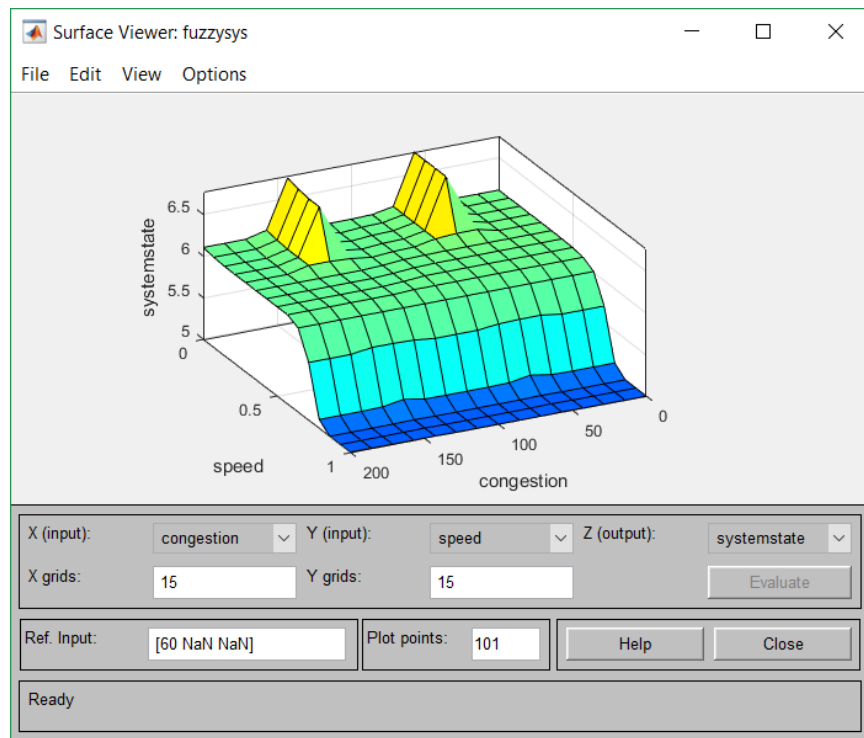 Surface Viewer: fuzzysys
File Edit View Options
6.5
6
5.5
5
systemstate
0
0.5
1
speed
200
150
100
50
0
congestion
X (input): congestion Y (input): speed Z (output): systemstate
X grids: 15 Y grids: 15 Evaluate
Ref. Input: [60 NaN NaN] Plot points: 101 Help Close
Ready